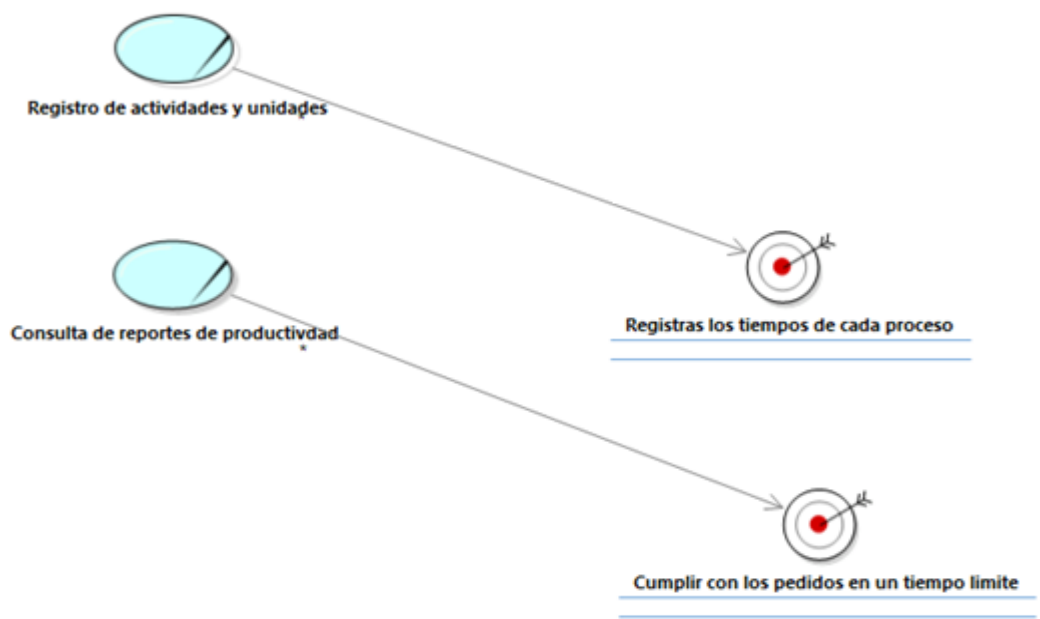 Registro de actividades y unidades
Consulta de reportes de productivdad
Registras los tiempos de cada proceso
Cumplir con los pedidos en un tiempo limite